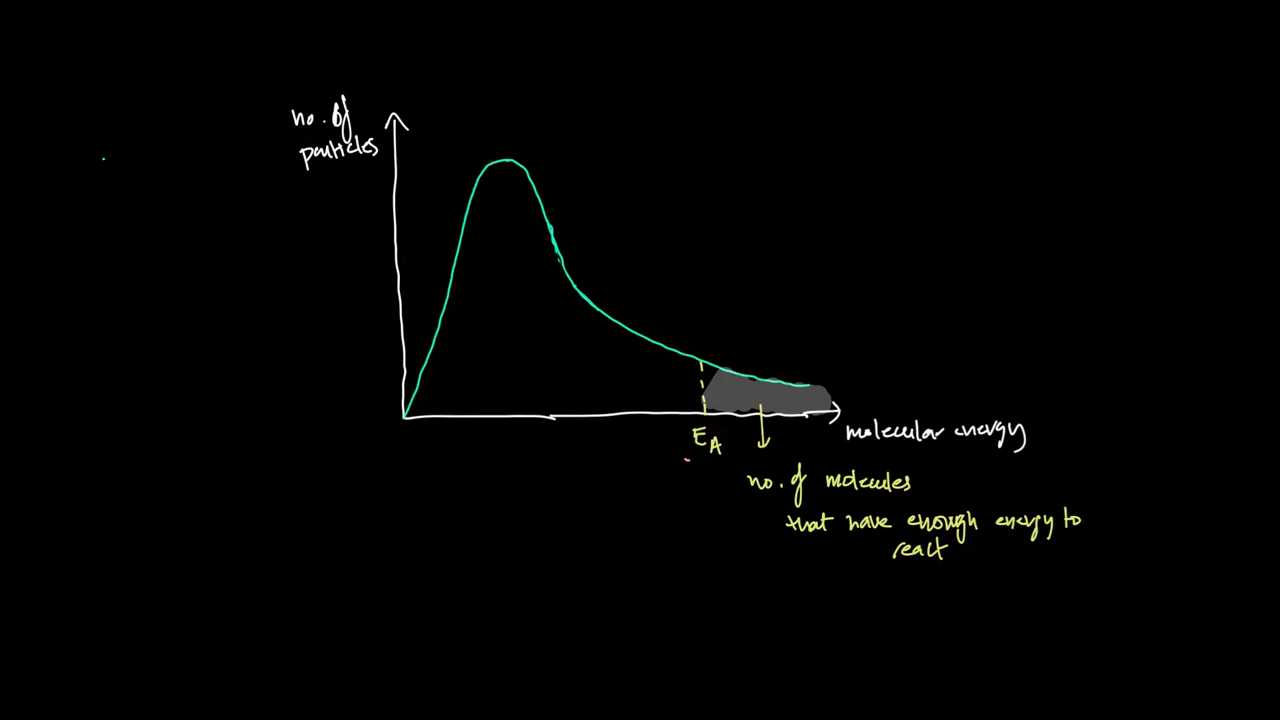 no. of
particles
molecular energy
EA
no. of molecules
that have enough energy to
react